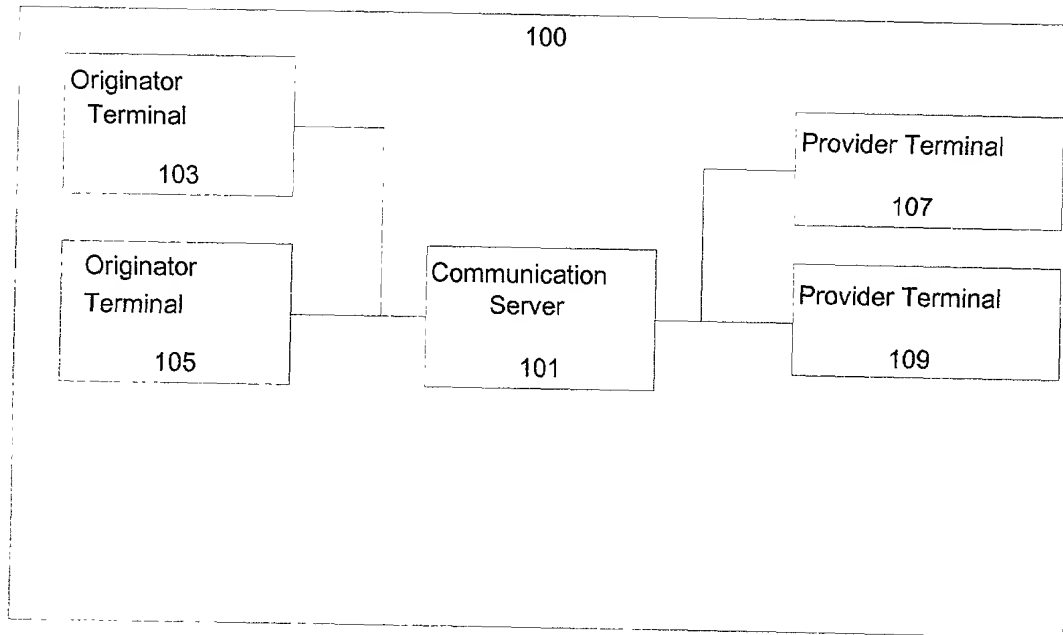 100
Originator
Terminal
103
Originator
Terminal
105
Communication
Server
101
Provider Terminal
107
Provider Terminal
109